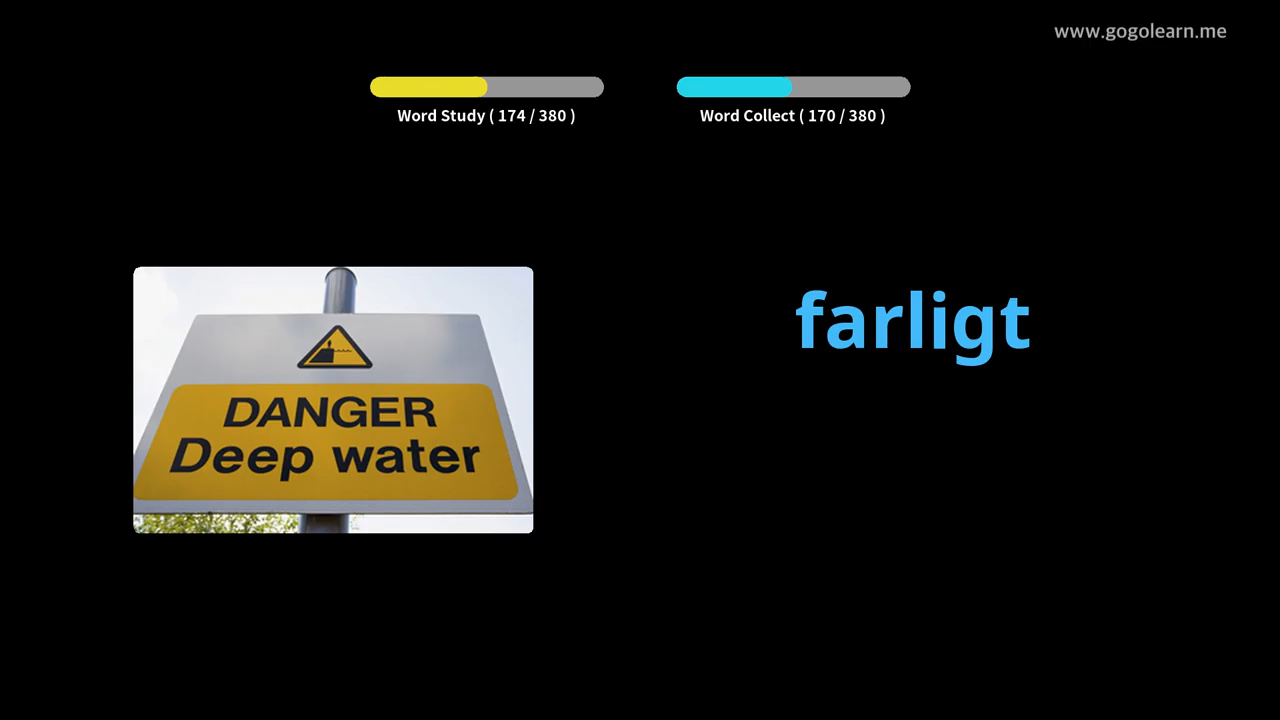 www.gogolearn.me
Word Study ( 174 / 380 )
Word Collect ( 170 / 380 )
farligt
DANGER
Deep water